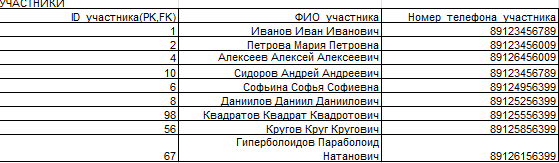 УЧАСТНИКИ
ID_участника(PK,FK) ФИО_участника Номер_телефона_участника
1 Иванов Иван Иванович 89123456789
2 Петрова Мария Петровна 89123456009
4 Алексеев Алексей Алексеевич 89126456009
10 Сидоров Андрей Андреевич 89123456789
6 Софьина Софья Софиевна 89124956399
8 Даниилов Даниил Даниилович 89125256399
98 Квадратов Квадрат Квадротович 89125556399
56 Кругов Круг Кругович 89125856399
Гиперболоидов Параболоид
67 Натанович 89126156399